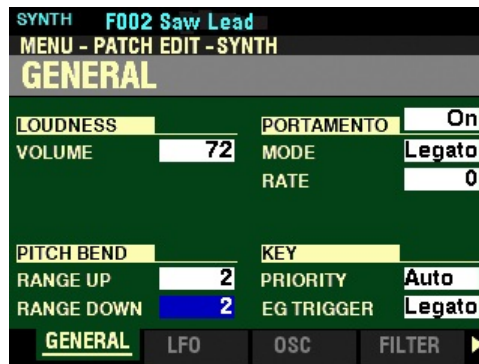 SYNTH F002 Saw Lead
MENU - PATCH EDIT - SYNTH
GENERAL
LOUDNESS
VOLUME 72
PORTAMENTO On
MODE Legato
RATE 0
PITCH BEND
RANGE UP 2
RANGE DOWN 2
KEY
PRIORITY Auto
EG TRIGGER Legato
GENERAL LFO OSC FILTER